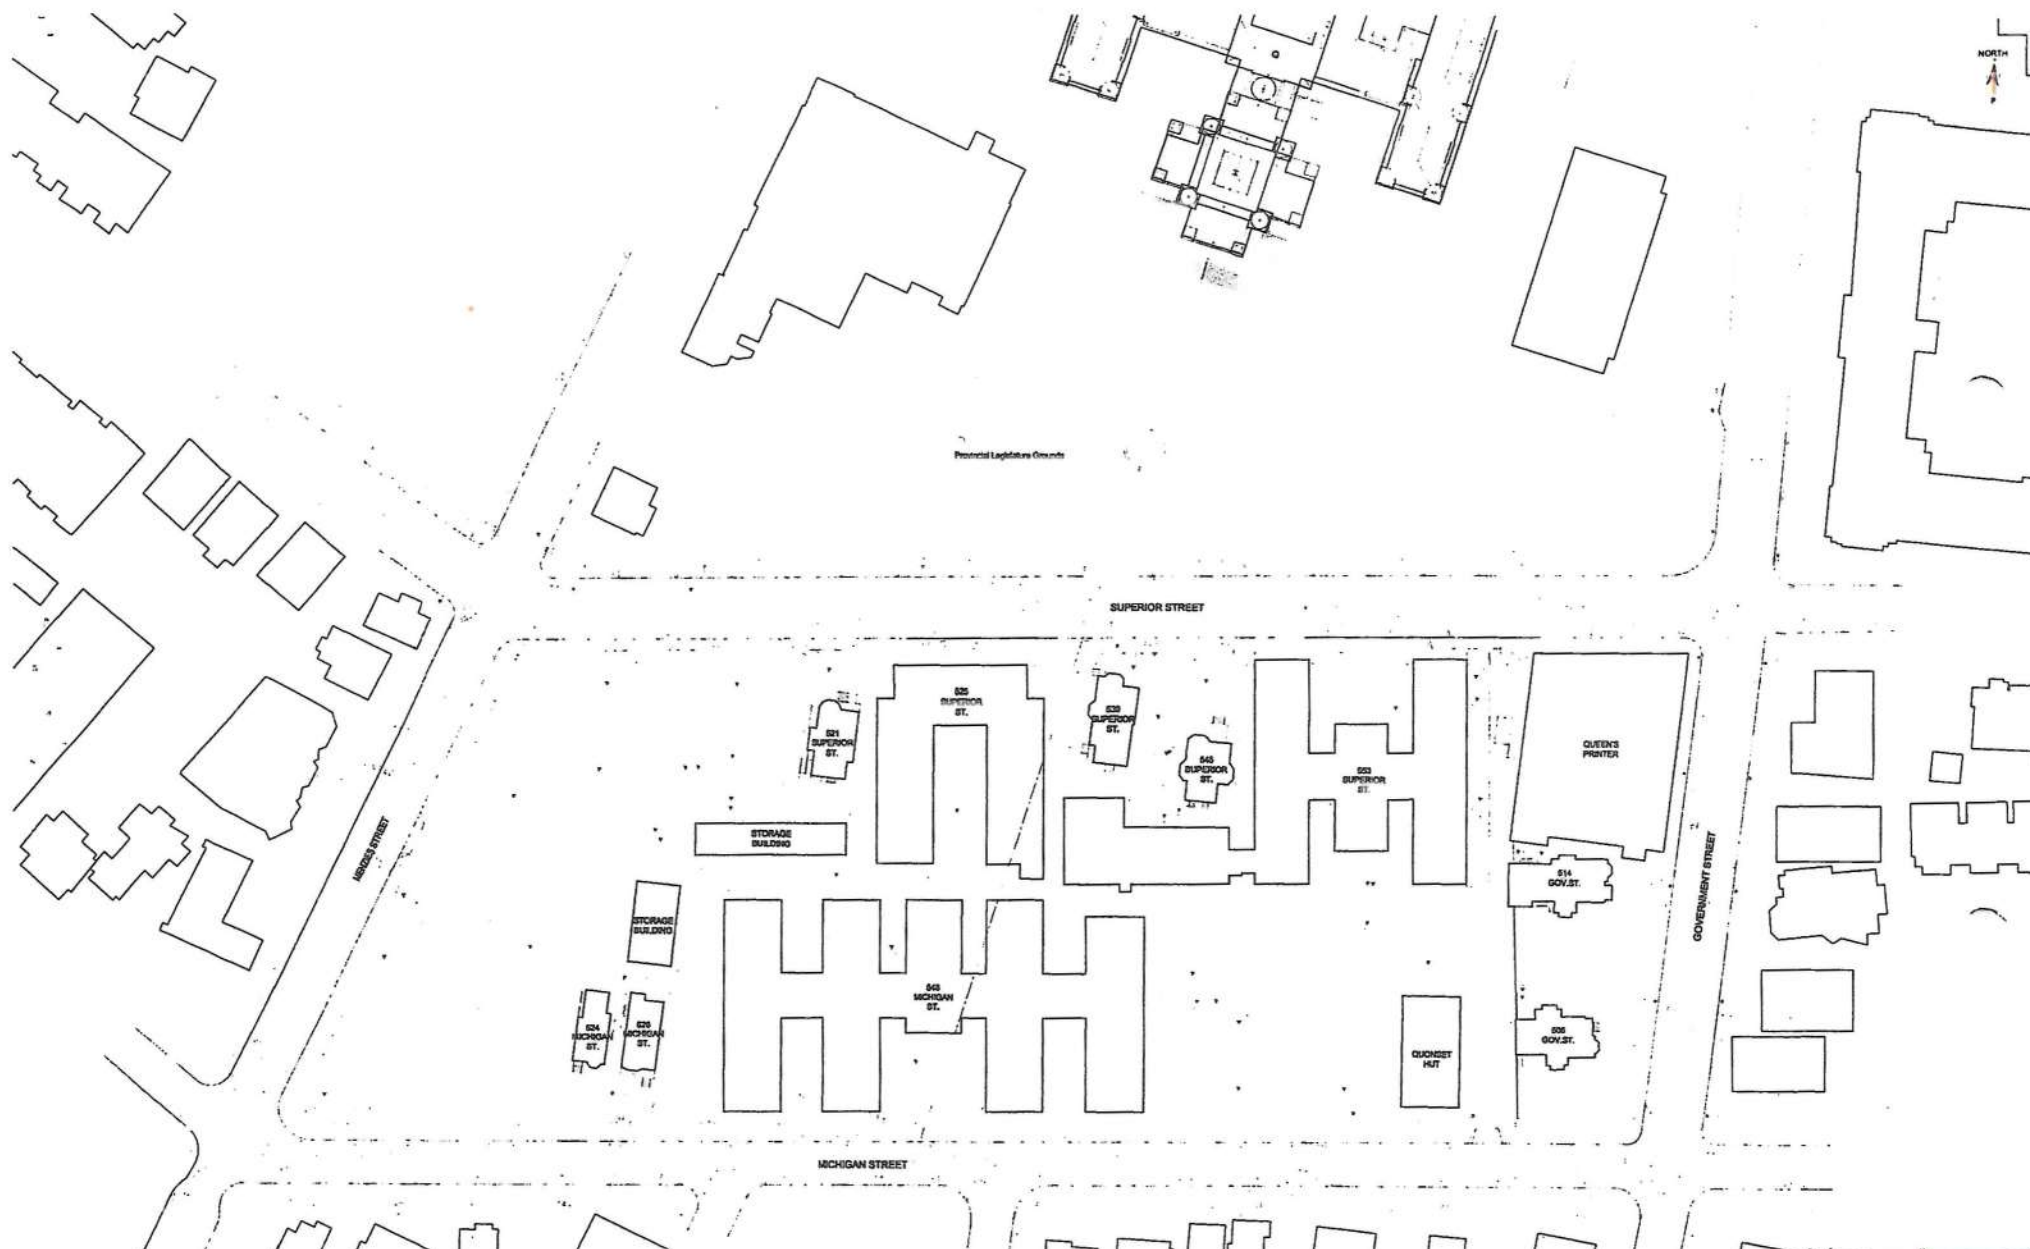 NORTH
Provincial Legislature Grounds
SUPERIOR STREET
525
SUPERIOR
ST.
539
SUPERIOR
ST.
521
SUPERIOR
ST.
545
SUPERIOR
ST.
553
SUPERIOR
ST.
QUEEN'S
PRINTER
STORAGE
BUILDING
MENZIES STREET
514
GOV.ST.
GOVERNMENT STREET
STORAGE
BUILDING
548
MICHIGAN
ST.
524
MICHIGAN
ST.
526
MICHIGAN
ST.
506
GOV.ST.
QUONSET
HUT
MICHIGAN STREET